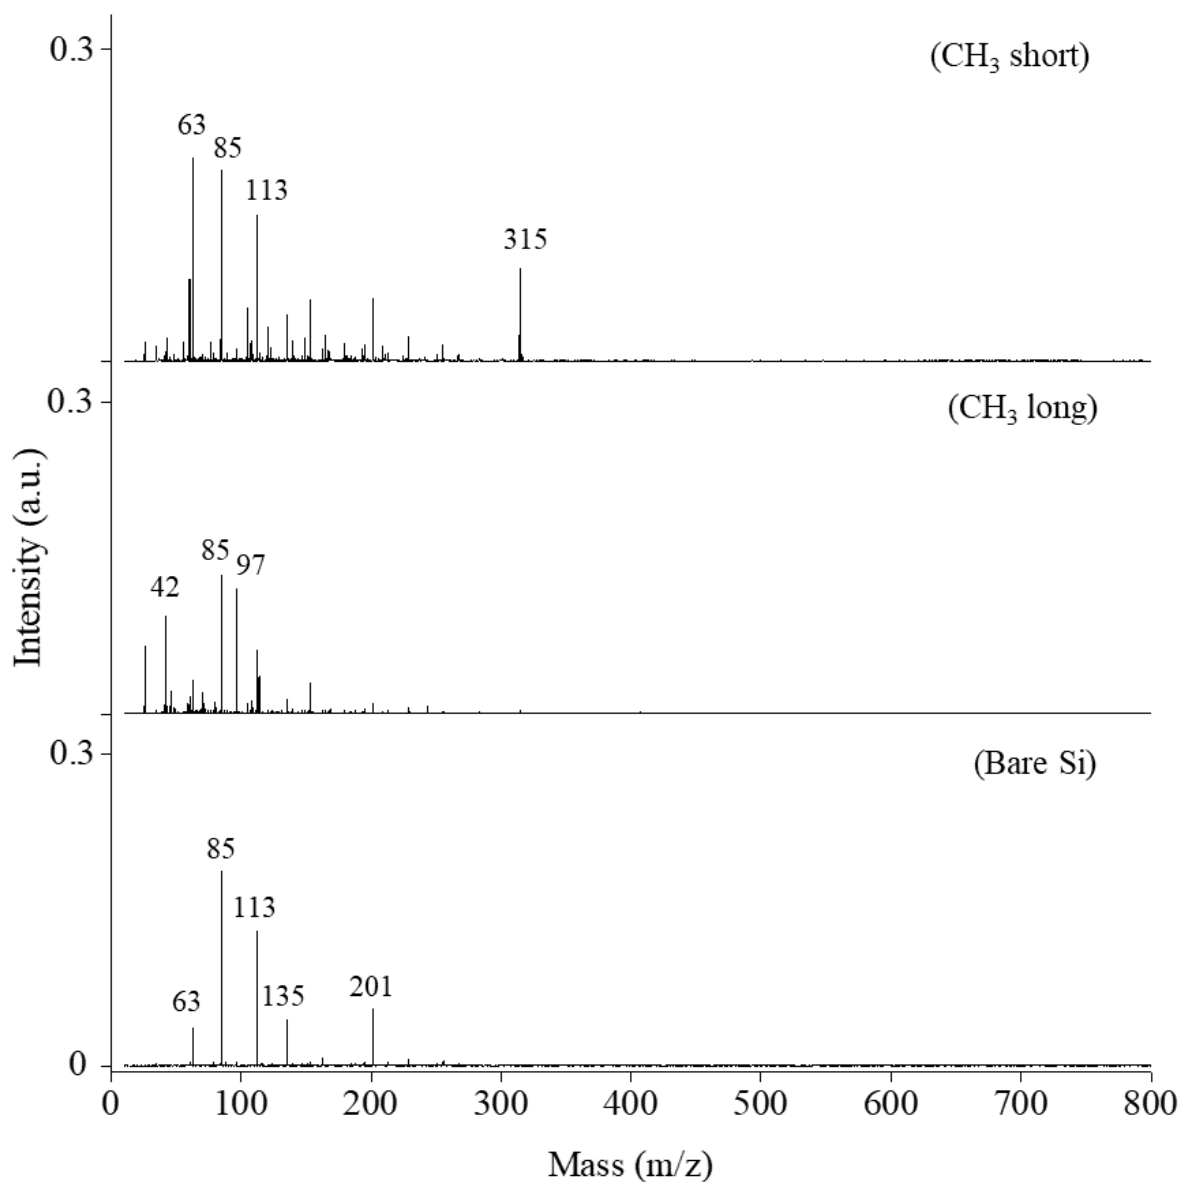 0.3
(CH₃ short)
63
85
113
315
0.3
(CH₃ long)
85
97
42
Intensity (a.u.)
0.3
(Bare Si)
85
113
63
135
201
0
0 100 200 300 400 500 600 700 800
Mass (m/z)